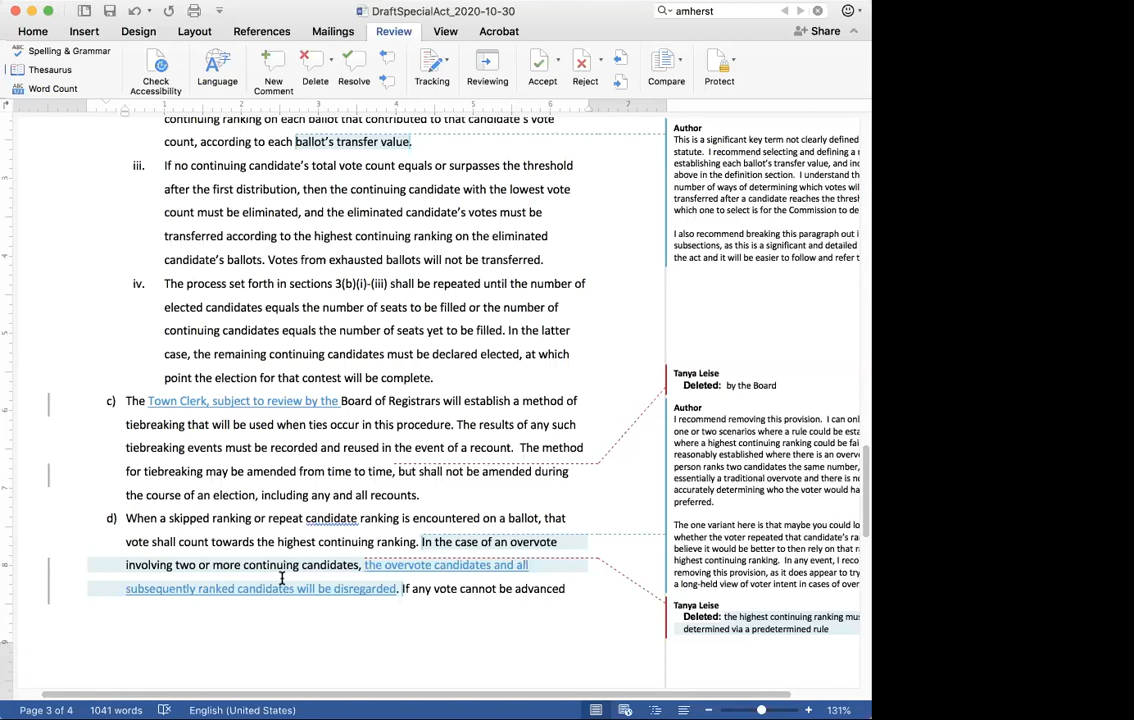 DraftSpecialAct_2020-10-30
amherst
Home Insert Design Layout References Mailings Review View Acrobat Share
Spelling & Grammar
Thesaurus
Word Count
Check Accessibility
Language
New Comment
Delete
Resolve
Tracking
Reviewing
Accept
Reject
Compare
Protect
1 2 3 4 5 6 7
continuing ranking on each ballot that contributed to that candidate's vote
count, according to each ballot's transfer value.
iii. If no continuing candidate's total vote count equals or surpasses the threshold
after the first distribution, then the continuing candidate with the lowest vote
count must be eliminated, and the eliminated candidate's votes must be
transferred according to the highest continuing ranking on the eliminated
candidate's ballots. Votes from exhausted ballots will not be transferred.
iv. The process set forth in sections 3(b)(i)-(iii) shall be repeated until the number of
elected candidates equals the number of seats to be filled or the number of
continuing candidates equals the number of seats yet to be filled. In the latter
case, the remaining continuing candidates must be declared elected, at which
point the election for that contest will be complete.
c) The Town Clerk, subject to review by the Board of Registrars will establish a method of
tiebreaking that will be used when ties occur in this procedure. The results of any such
tiebreaking events must be recorded and reused in the event of a recount. The method
for tiebreaking may be amended from time to time, but shall not be amended during
the course of an election, including any and all recounts.
d) When a skipped ranking or repeat candidate ranking is encountered on a ballot, that
vote shall count towards the highest continuing ranking. In the case of an overvote
involving two or more continuing candidates, the overvote candidates and all
subsequently ranked candidates will be disregarded. If any vote cannot be advanced
Author
This is a significant key term not clearly defined
statute. I recommend selecting and defining a
establishing each ballot's transfer value, and
above in the definition section. I understand
number of ways of determining which votes
transferred after a candidate reaches the
which one to select is for the Commission to
I also recommend breaking this paragraph out
subsections, as this is a significant and detailed
the act and it will be easier to follow and refer
Tanya Leise
Deleted: by the Board
Author
I recommend removing this provision. I can
one or two scenarios where a rule could be
where a highest continuing ranking could be
reasonably established where there is an
person ranks two candidates the same number,
essentially a traditional overvote and there is
accurately determining who the voter would
preferred.
The one variant here is that maybe you could
whether the voter repeated that candidate's
believe it would be better to then rely on that
ranking. In any event, I
removing this provision, as it does appear to
a long-held view of voter intent in cases of
Tanya Leise
Deleted: the highest continuing ranking
determined via a predetermined rule
Page 3 of 4 1041 words English (United States) 131%